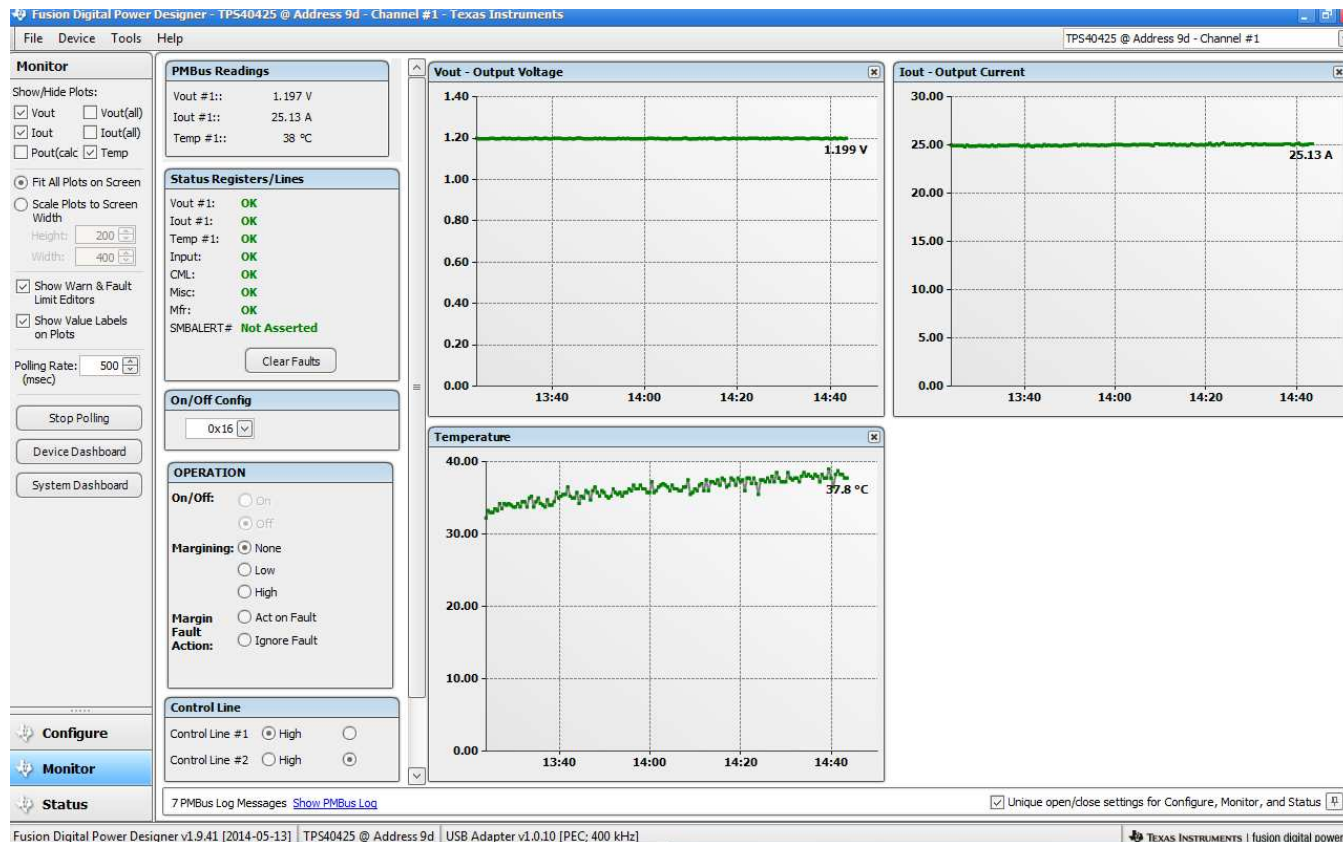 Fusion Digital Power Designer - TPS40425 @ Address 9d - Channel #1 - Texas Instruments
File Device Tools Help
TPS40425 @ Address 9d - Channel #1
Monitor
Show/Hide Plots:
Vout Vout(all)
Iout Iout(all)
Pout(calc Temp
Fit All Plots on Screen
Scale Plots to Screen
Width
Height: 200
Width: 400
Show Warn & Fault
Limit Editors
Show Value Labels
on Plots
Polling Rate: 500
(msec)
Stop Polling
Device Dashboard
System Dashboard
Configure
Monitor
Status
PMBus Readings
Vout #1:: 1.197 V
Iout #1:: 25.13 A
Temp #1:: 38 °C
Status Registers/Lines
Vout #1: OK
Iout #1: OK
Temp #1: OK
Input: OK
CML: OK
Misc: OK
Mfr: OK
SMBALERT# Not Asserted
Clear Faults
On/Off Config
0x16
OPERATION
On/Off: On
Off
Margining: None
Low
High
Margin Act on Fault
Fault
Action: Ignore Fault
Control Line
Control Line #1 High
Control Line #2 High
Vout - Output Voltage
1.40
1.20
1.199 V
1.00
0.80
0.60
0.40
0.20
0.00
13:40 14:00 14:20 14:40
Iout - Output Current
30.00
25.00
25.13 A
20.00
15.00
10.00
5.00
0.00
13:40 14:00 14:20 14:40
Temperature
40.00
37.8 °C
30.00
20.00
10.00
0.00
13:40 14:00 14:20 14:40
7 PMBus Log Messages Show PMBus Log
Unique open/close settings for Configure, Monitor, and Status
Fusion Digital Power Designer v1.9.41 [2014-05-13] TPS40425 @ Address 9d USB Adapter v1.0.10 [PEC; 400 kHz]
TEXAS INSTRUMENTS | fusion digital power